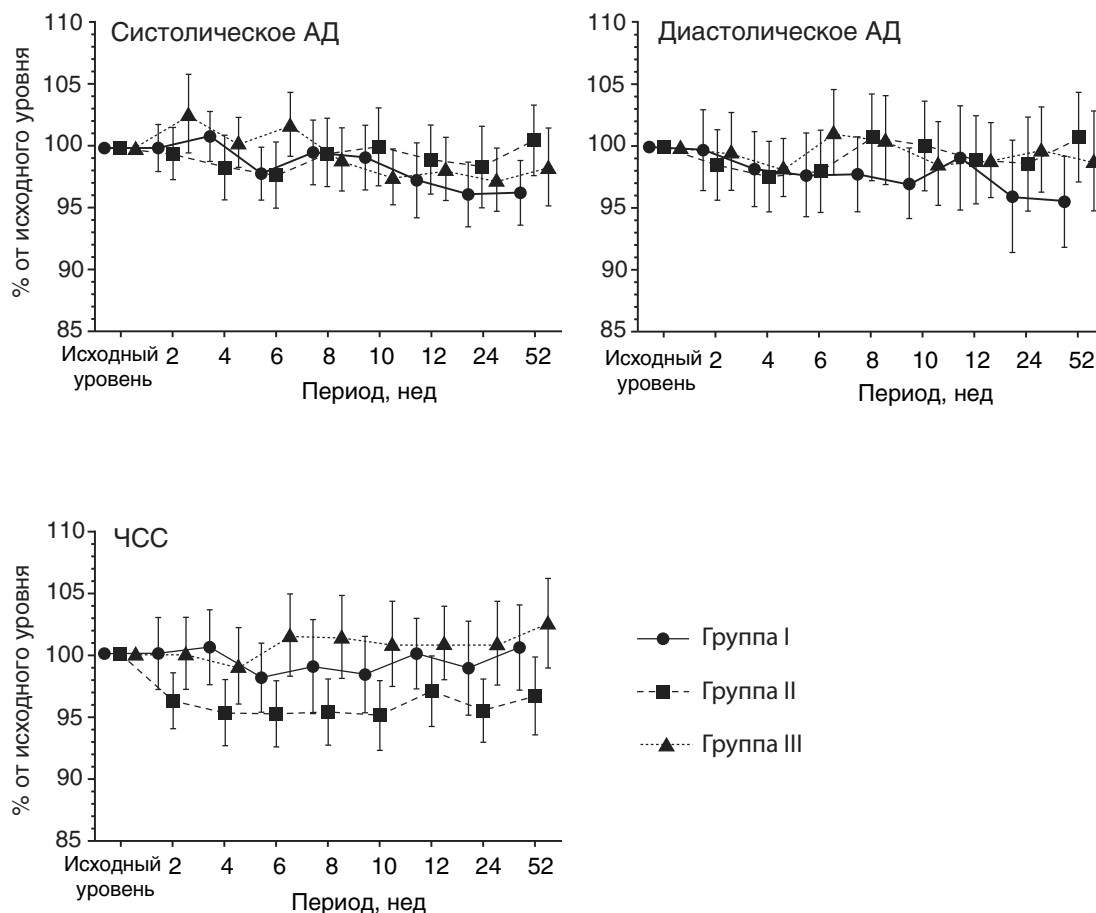 Систолическое АД
% от исходного уровня
110
105
100
95
90
85
Исходный уровень
2
4
6
8
10
12
24
52
Период, нед
Диастолическое АД
% от исходного уровня
110
105
100
95
90
85
Исходный уровень
2
4
6
8
10
12
24
52
Период, нед
ЧСС
% от исходного уровня
110
105
100
95
90
85
Исходный уровень
2
4
6
8
10
12
24
52
Период, нед
Группа I
Группа II
Группа III